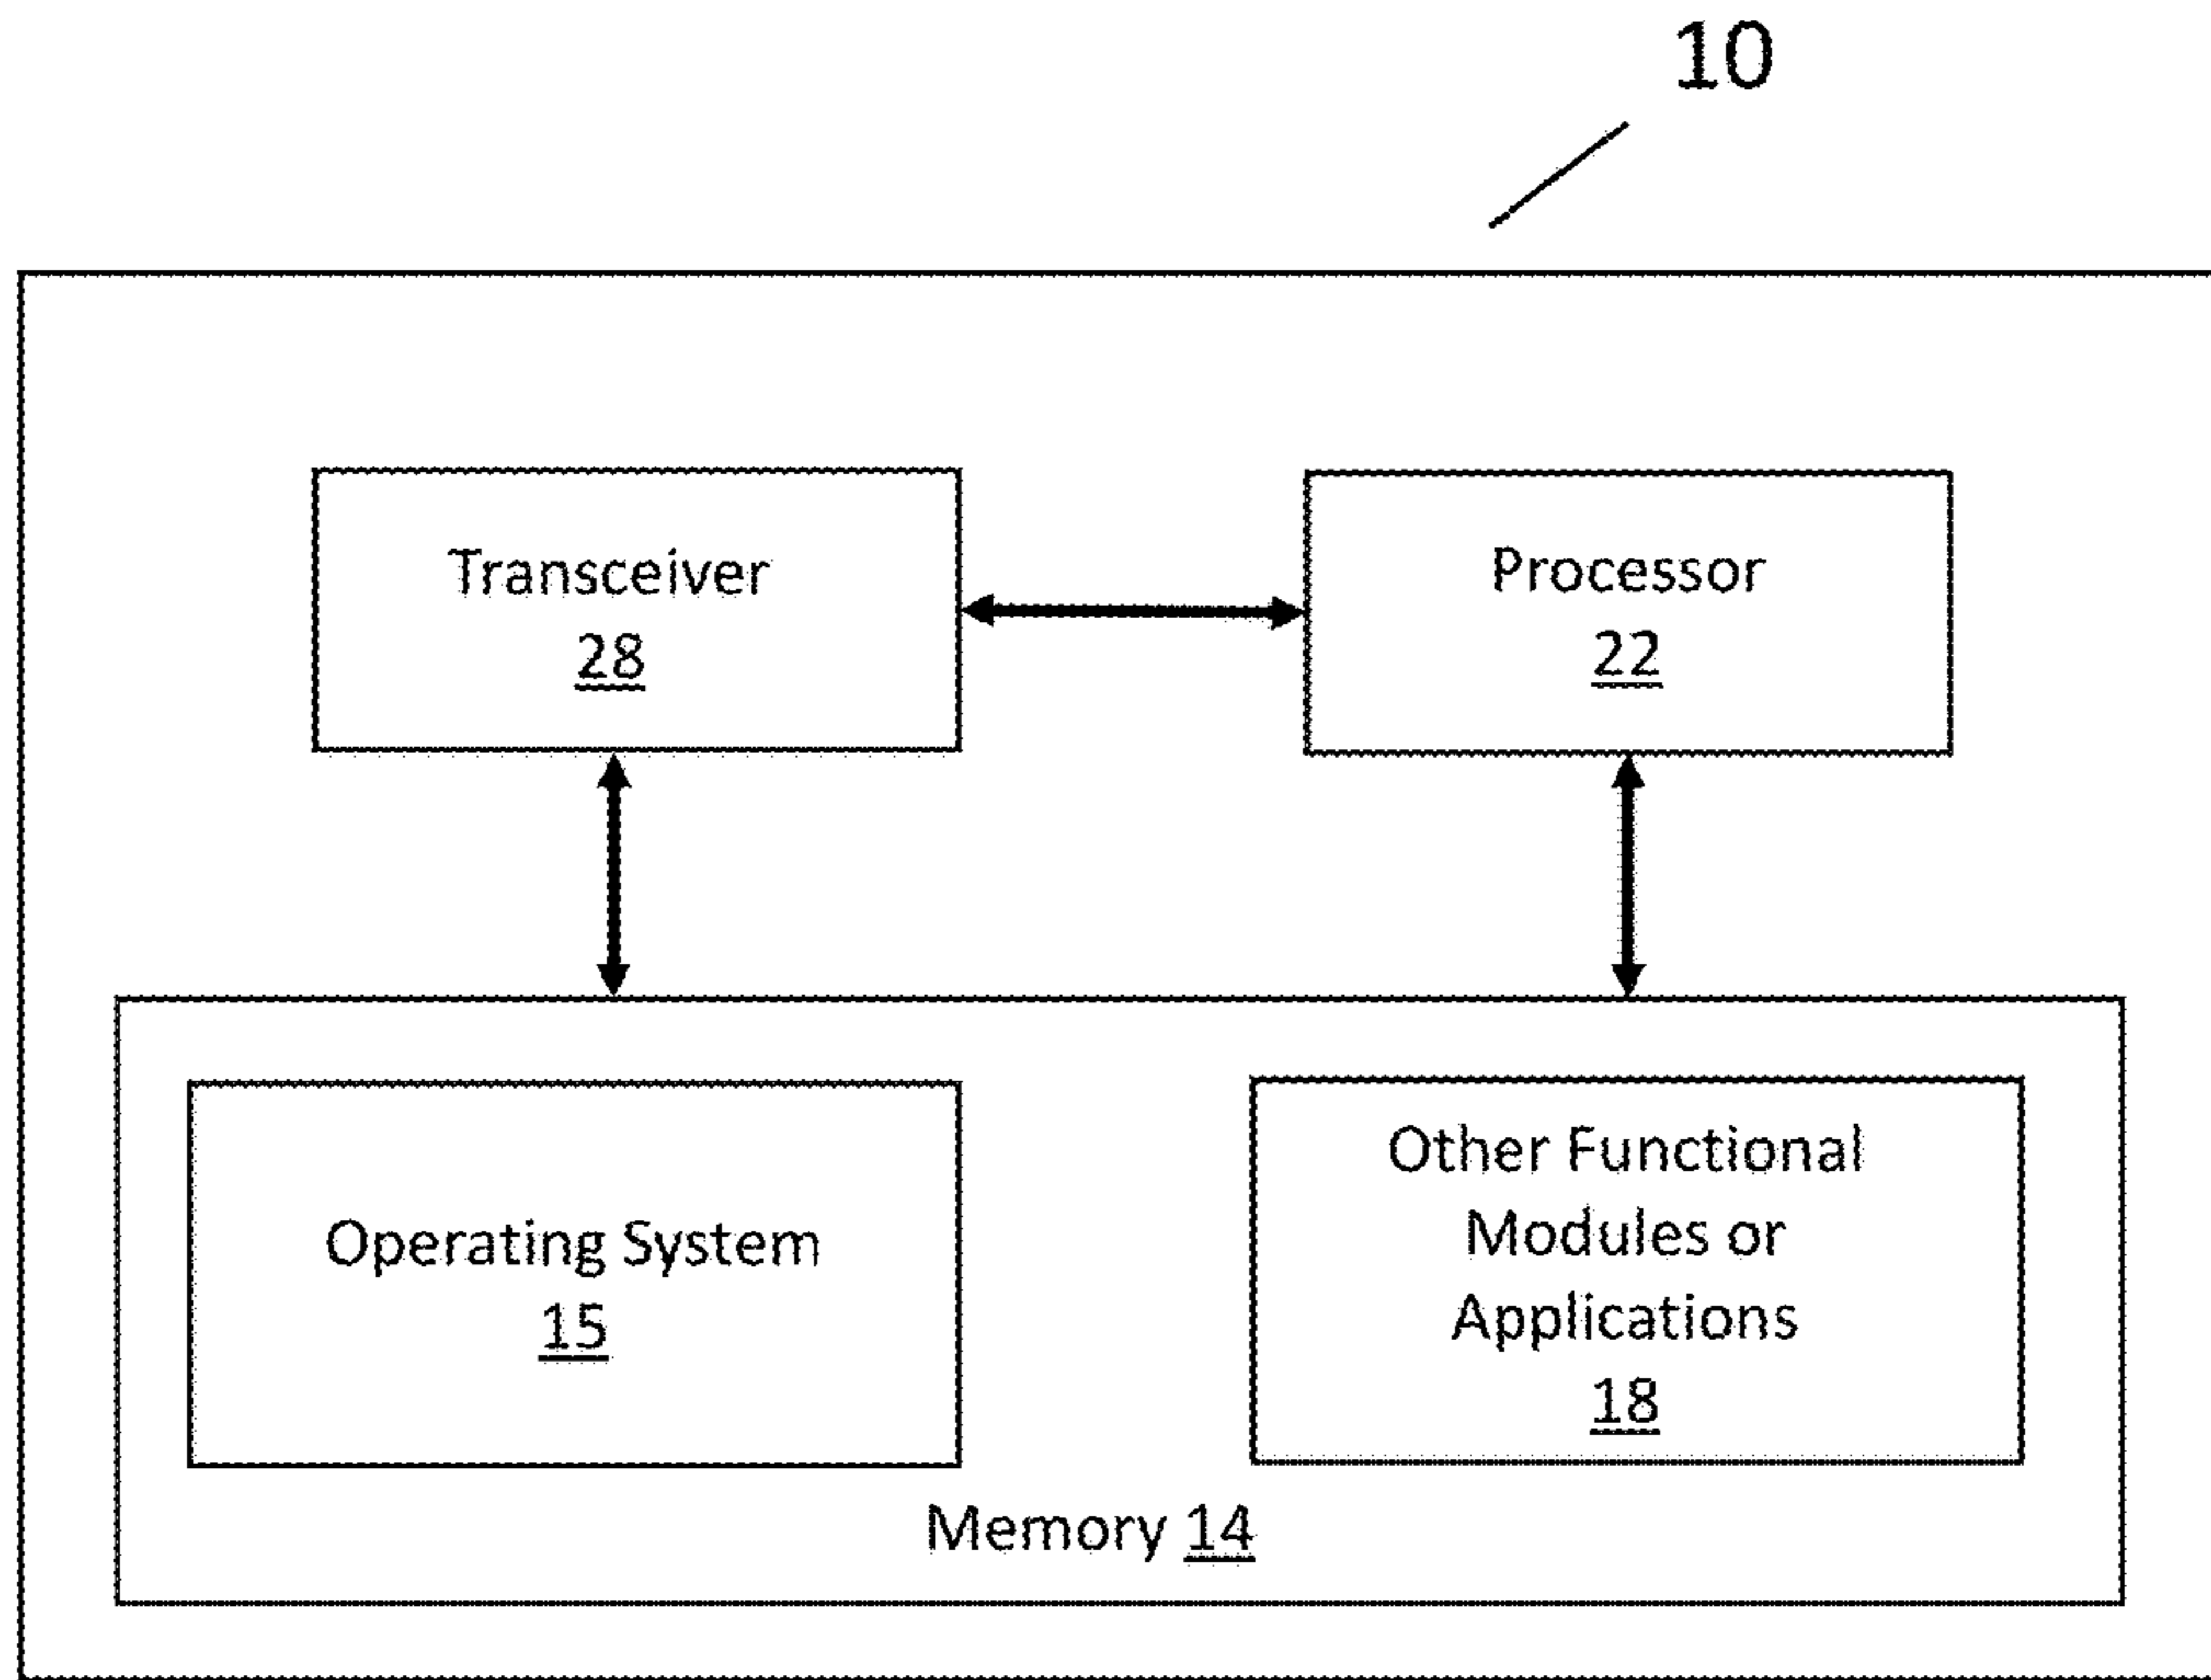 10
Transceiver
28
Processor
22
Operating System
15
Other Functional
Modules or
Applications
18
Memory 14